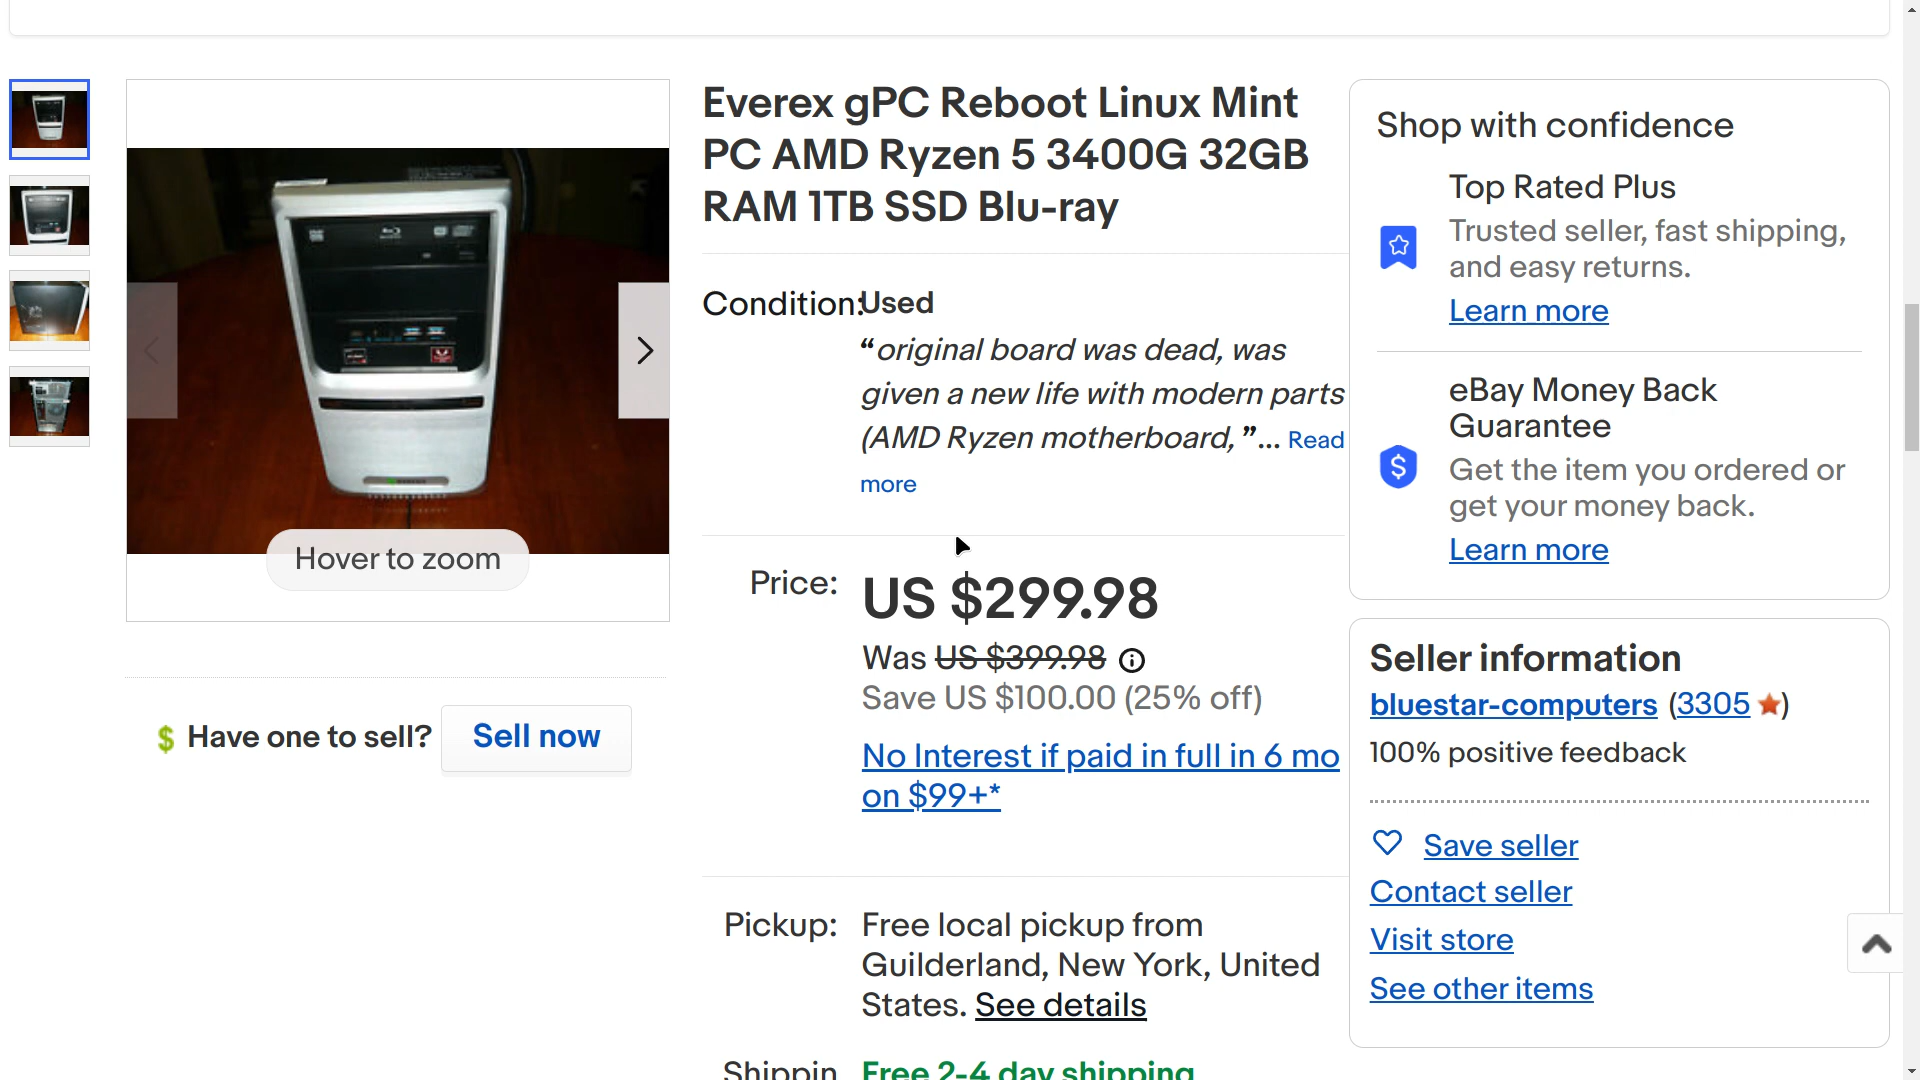 Everex gPC Reboot Linux Mint
PC AMD Ryzen 5 3400G 32GB
RAM 1TB SSD Blu-ray
Condition:
Used
“original board was dead, was
given a new life with modern parts
(AMD Ryzen motherboard, ”... Read
more
Hover to zoom
Price:
US $299.98
Was US $399.98
Save US $100.00 (25% off)
No Interest if paid in full in 6 mo
on $99+*
$ Have one to sell? Sell now
Pickup:
Free local pickup from
Guilderland, New York, United
States. See details
Shippin
Free 2-4 day shipping
Shop with confidence
Top Rated Plus
Trusted seller, fast shipping,
and easy returns.
Learn more
eBay Money Back
Guarantee
$
Get the item you ordered or
get your money back.
Learn more
Seller information
bluestar-computers (3305)
100% positive feedback
Save seller
Contact seller
Visit store
See other items